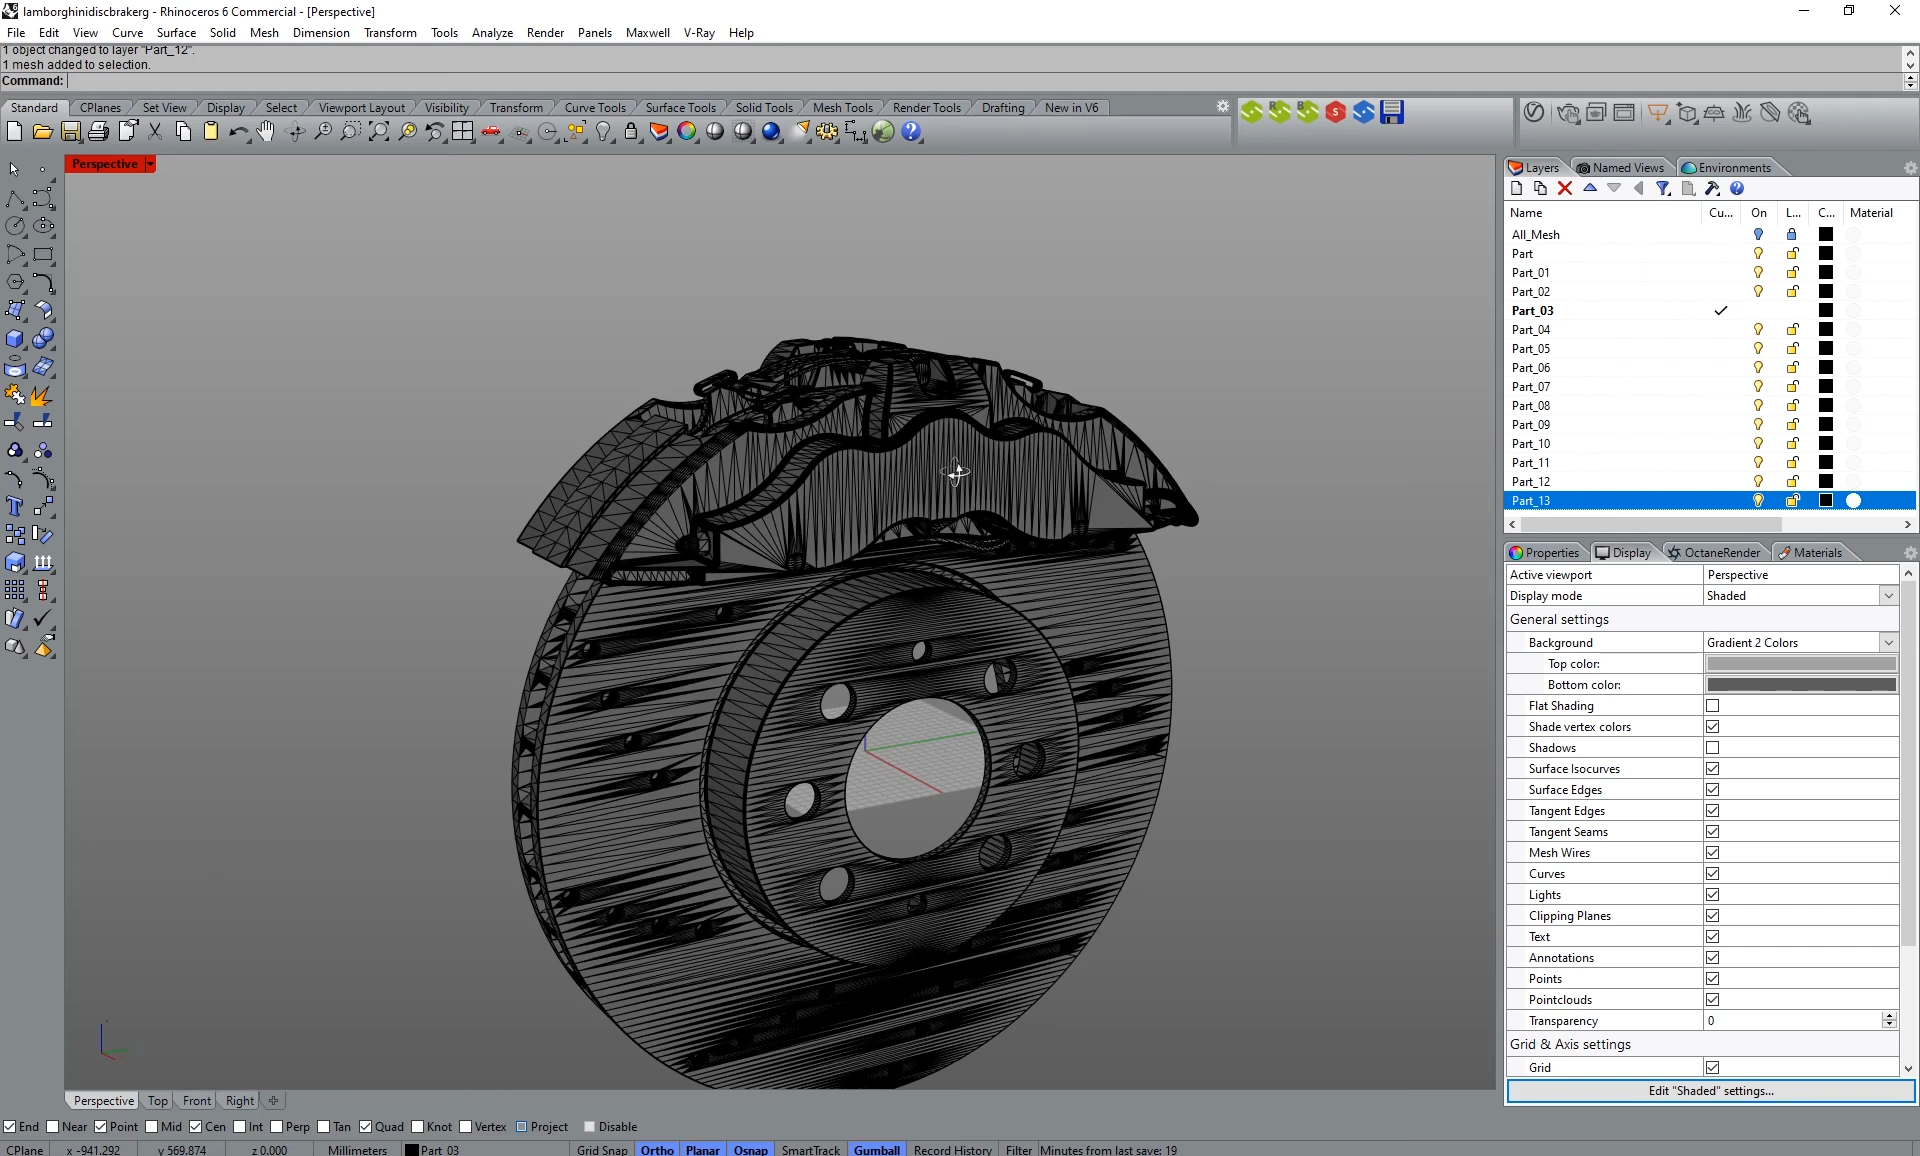 lamborghinidiscbrakerg - Rhinoceros 6 Commercial - [Perspective]
File Edit View Curve Surface Solid Mesh Dimension Transform Tools Analyze Render Panels Maxwell V-Ray Help
1 object changed to layer "Part_12".
1 mesh added to selection.
Command:
Standard CPlanes Set View Display Select Viewport Layout Visibility Transform Curve Tools Surface Tools Solid Tools Mesh Tools Render Tools Drafting New in V6
Perspective
Layers Named Views Environments
Name Cu... On L... C... Material
All_Mesh
Part
Part_01
Part_02
Part_03
Part_04
Part_05
Part_06
Part_07
Part_08
Part_09
Part_10
Part_11
Part_12
Part_13
Properties Display OctaneRender Materials
Active viewport Perspective
Display mode Shaded
General settings
Background Gradient 2 Colors
Top color:
Bottom color:
Flat Shading
Shade vertex colors
Shadows
Surface Isocurves
Surface Edges
Tangent Edges
Tangent Seams
Mesh Wires
Curves
Lights
Clipping Planes
Text
Annotations
Points
Pointclouds
Transparency 0
Grid & Axis settings
Grid
Edit "Shaded" settings...
Perspective Top Front Right
End Near Point Mid Cen Int Perp Tan Quad Knot Vertex Project Disable
CPlane x -941.292 y 569.874 z 0.000 Millimeters Part_03 Grid Snap Ortho Planar Osnap SmartTrack Gumball Record History Filter Minutes from last save: 19